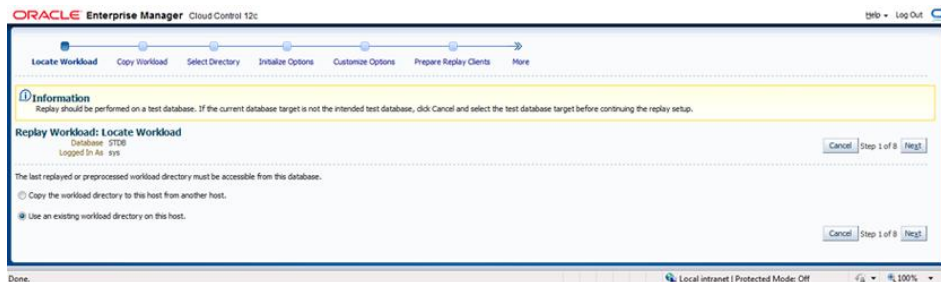 ORACLE Enterprise Manager Cloud Control 12c
Help Log Out
Locate Workload Copy Workload Select Directory Initialize Options Customize Options Prepare Replay Clients More
Information
Replay should be performed on a test database. If the current database target is not the intended test database, click Cancel and select the test database target before continuing the replay setup.
Replay Workload: Locate Workload
Database STDB
Logged In As sys
Cancel Step 1 of 8 Next
The last replayed or preprocessed workload directory must be accessible from this database.
Copy the workload directory to this host from another host.
Use an existing workload directory on this host.
Cancel Step 1 of 8 Next
Done. Local intranet | Protected Mode: Off 100%